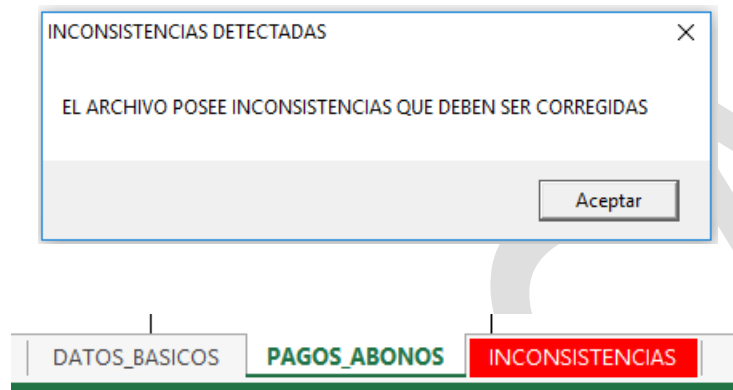 INCONSISTENCIAS DETECTADAS
EL ARCHIVO POSEE INCONSISTENCIAS QUE DEBEN SER CORREGIDAS
Aceptar
DATOS_BASICOS PAGOS_ABONOS INCONSISTENCIAS